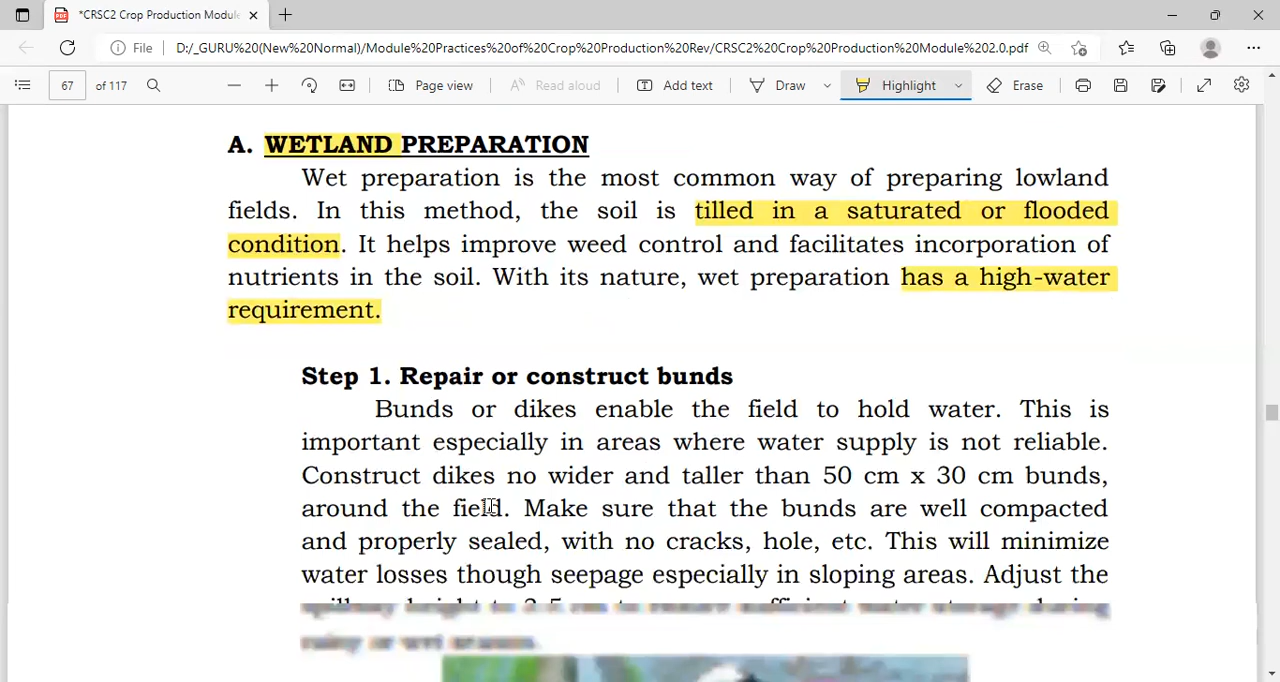 *CRSC2 Crop Production Module
File D:/_GURU%20(New%20Normal)/Module%20Practices%20of%20Crop%20Production%20Rev/CRSC2%20Crop%20Production%20Module%202.0.pdf
67 of 117 Page view Read aloud Add text Draw Highlight Erase
A. WETLAND PREPARATION
Wet preparation is the most common way of preparing lowland
fields. In this method, the soil is tilled in a saturated or flooded
condition. It helps improve weed control and facilitates incorporation of
nutrients in the soil. With its nature, wet preparation has a high-water
requirement.
Step 1. Repair or construct bunds
Bunds or dikes enable the field to hold water. This is
important especially in areas where water supply is not reliable.
Construct dikes no wider and taller than 50 cm x 30 cm bunds,
around the field. Make sure that the bunds are well compacted
and properly sealed, with no cracks, hole, etc. This will minimize
water losses though seepage especially in sloping areas. Adjust the